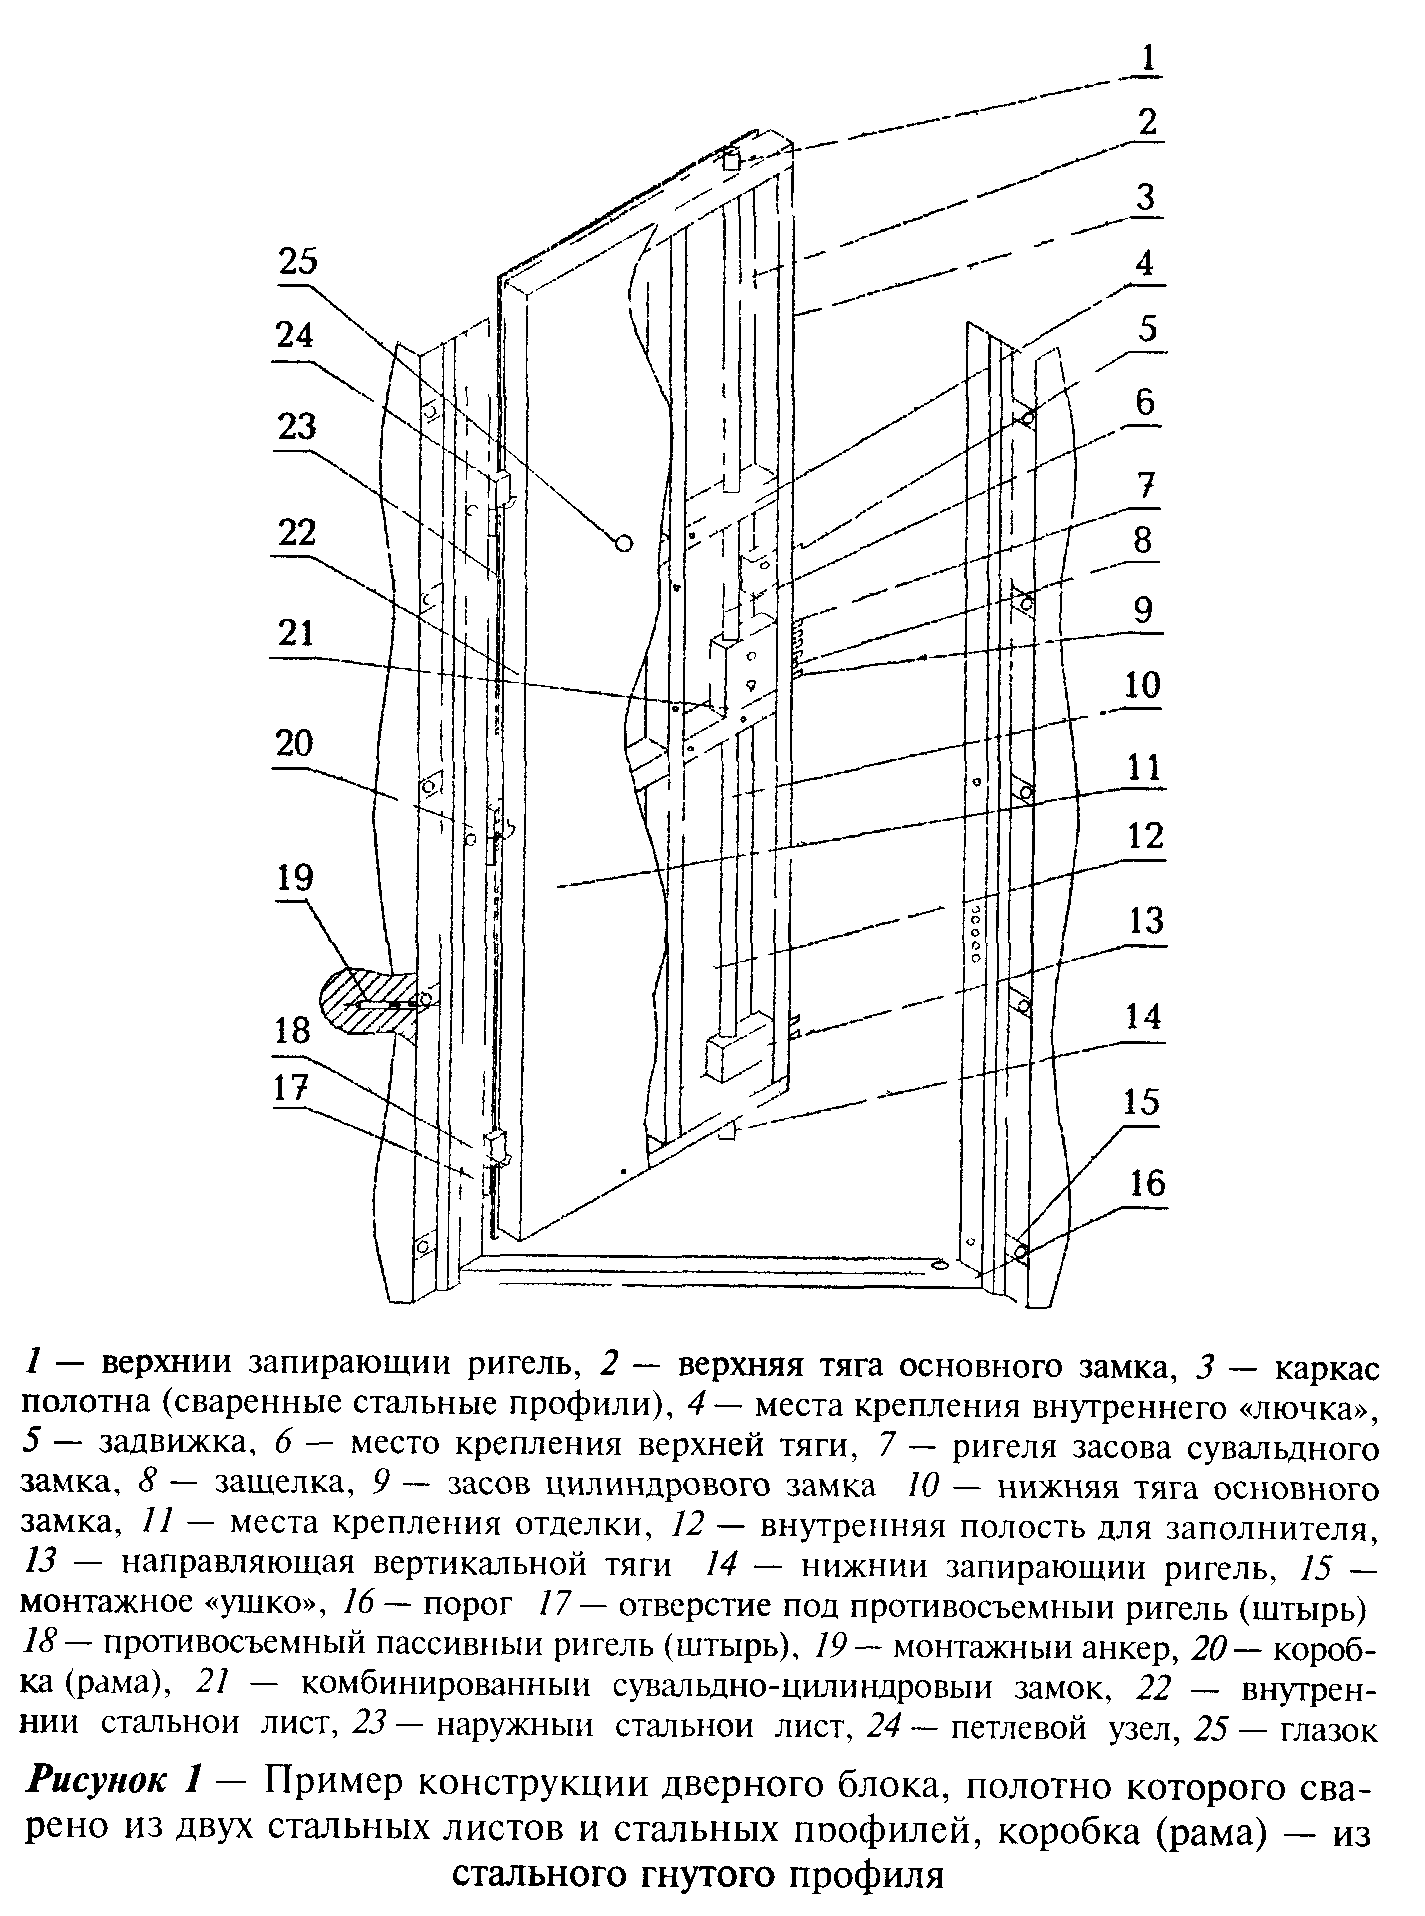 1
2
3
4
5
6
7
8
9
10
11
12
13
14
15
16
25
24
23
22
21
20
19
18
17
1 — верхнии запирающии ригель, 2 — верхняя тяга основного замка, 3 — каркас
полотна (сваренные стальные профили), 4 — места крепления внутреннего «лючка»,
5 — задвижка, 6 — место крепления верхней тяги, 7 — ригеля засова сувальдного
замка, 8 — защелка, 9 — засов цилиндрового замка 10 — нижняя тяга основного
замка, 11 — места крепления отделки, 12 — внутренняя полость для заполнителя,
13 — направляющая вертикальной тяги 14 — нижнии запирающии ригель, 15 —
монтажное «ушко», 16 — порог 17 — отверстие под противосъемныи ригель (штырь)
18 — противосъемный пассивныи ригель (штырь), 19 — монтажныи анкер, 20 — короб-
ка (рама), 21 — комбинированныи сувальдно-цилиндровыи замок, 22 — внутрен-
нии стальнои лист, 23 — наружныи стальнои лист, 24 — петлевой узел, 25 — глазок
Рисунок 1 — Пример конструкции дверного блока, полотно которого сва-
рено из двух стальных листов и стальных профилей, коробка (рама) — из
стального гнутого профиля